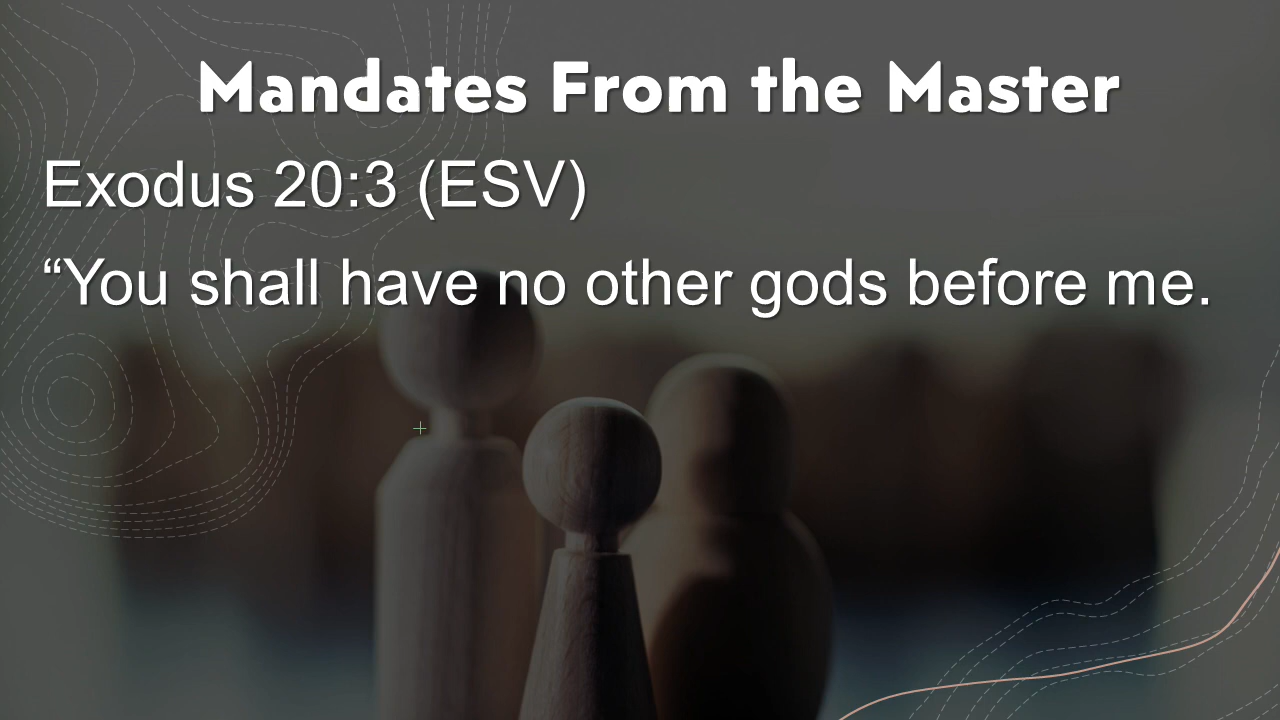 Mandates From the Master
Exodus 20:3 (ESV)
“You shall have no other gods before me.